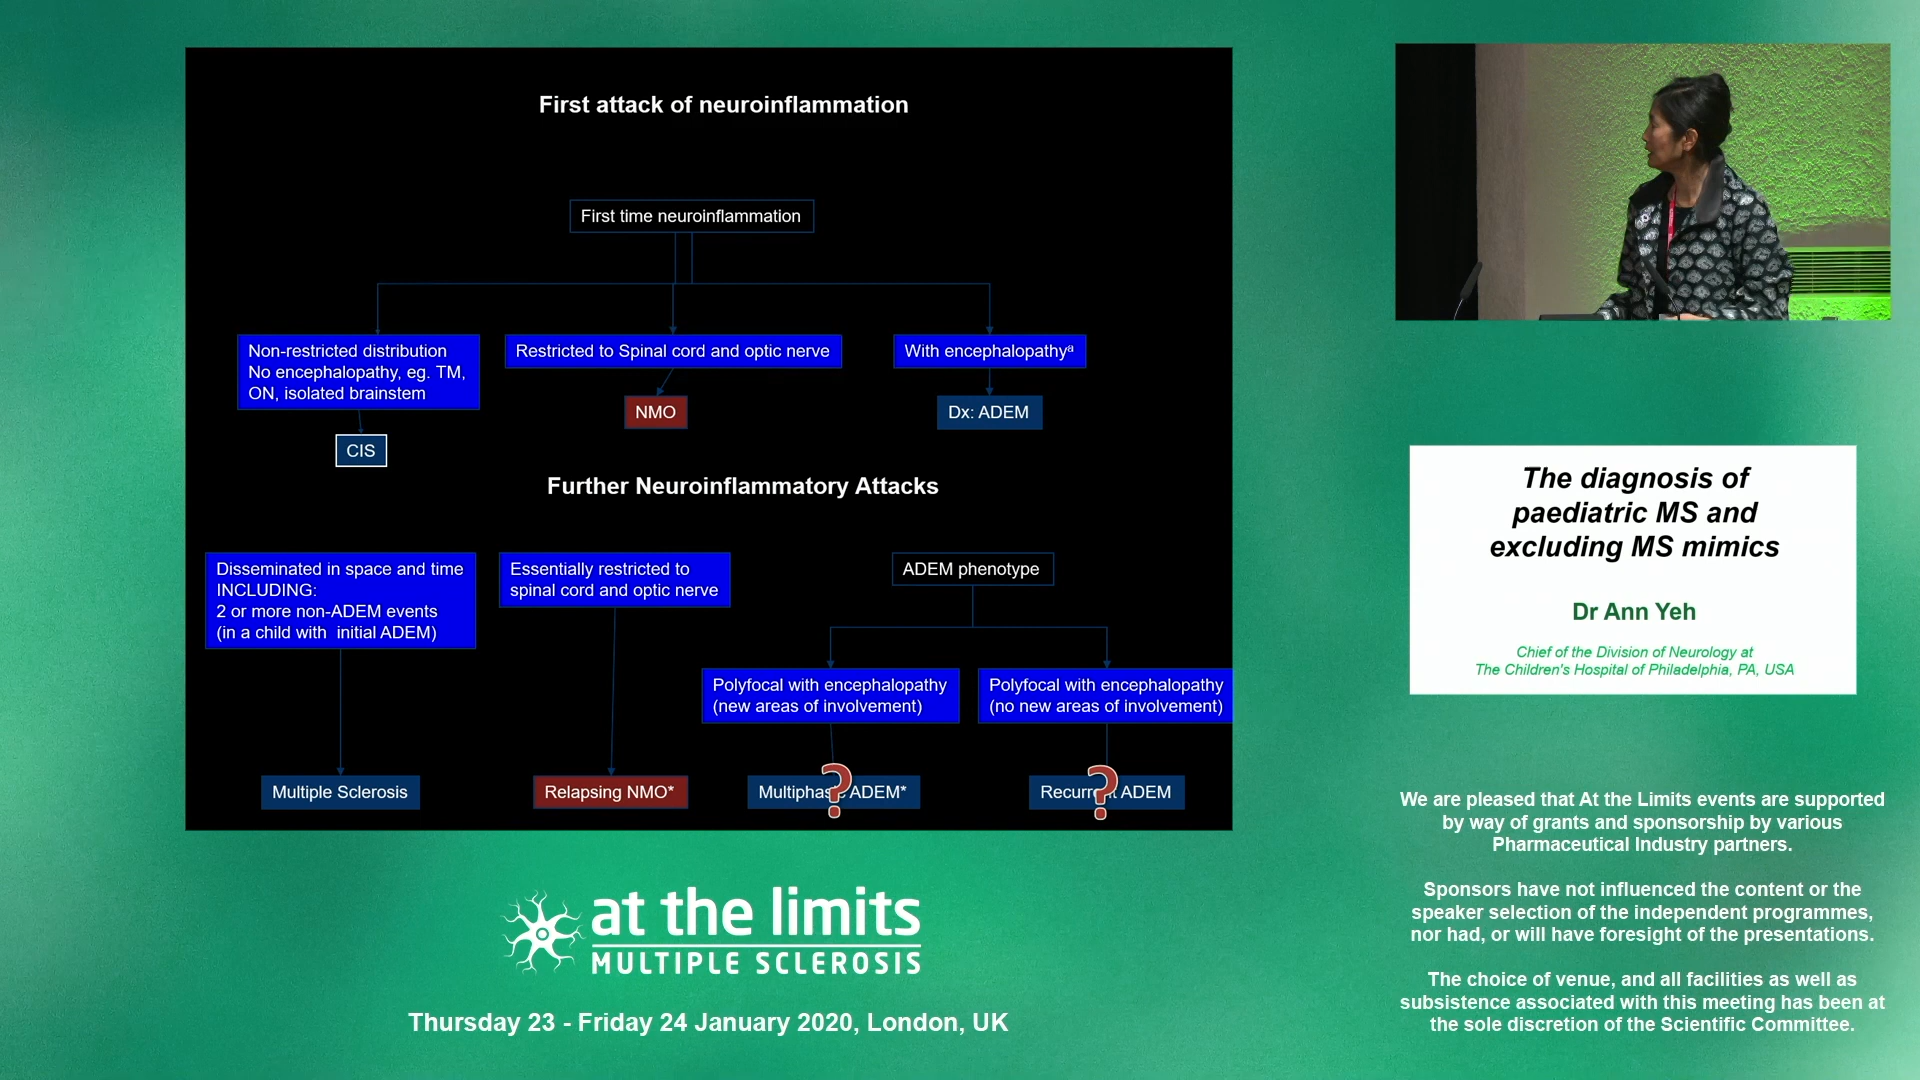 First attack of neuroinflammation
First time neuroinflammation
Non-restricted distribution
No encephalopathy, eg. TM,
ON, isolated brainstem
Restricted to Spinal cord and optic nerve
With encephalopathyª
CIS
NMO
Dx: ADEM
Further Neuroinflammatory Attacks
Disseminated in space and time
INCLUDING:
2 or more non-ADEM events
(in a child with initial ADEM)
Essentially restricted to
spinal cord and optic nerve
ADEM phenotype
Polyfocal with encephalopathy
(new areas of involvement)
Polyfocal with encephalopathy
(no new areas of involvement)
Multiple Sclerosis
Relapsing NMO*
Multiphasic ADEM*
?
Recurrent ADEM
?
at the limits
MULTIPLE SCLEROSIS
Thursday 23 - Friday 24 January 2020, London, UK
The diagnosis of
paediatric MS and
excluding MS mimics
Dr Ann Yeh
Chief of the Division of Neurology at
The Children's Hospital of Philadelphia, PA, USA
We are pleased that At the Limits events are supported
by way of grants and sponsorship by various
Pharmaceutical Industry partners.
Sponsors have not influenced the content or the
speaker selection of the independent programmes,
nor had, or will have foresight of the presentations.
The choice of venue, and all facilities as well as
subsistence associated with this meeting has been at
the sole discretion of the Scientific Committee.